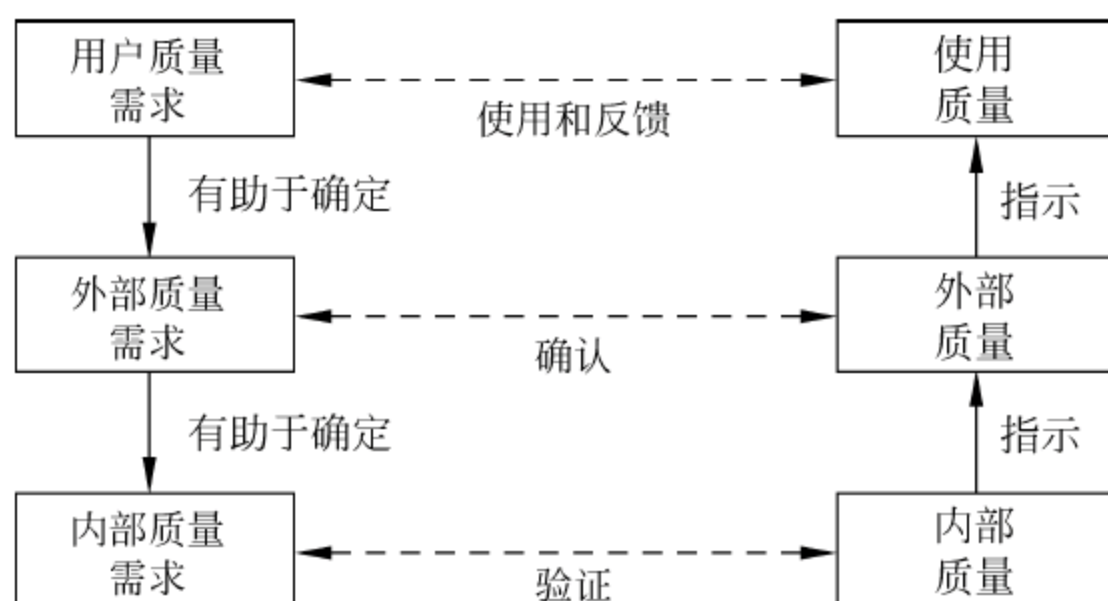 用户质量
需求
使用
质量
使用和反馈
有助于确定
指示
外部质量
需求
外部
质量
确认
有助于确定
指示
内部质量
需求
内部
质量
验证